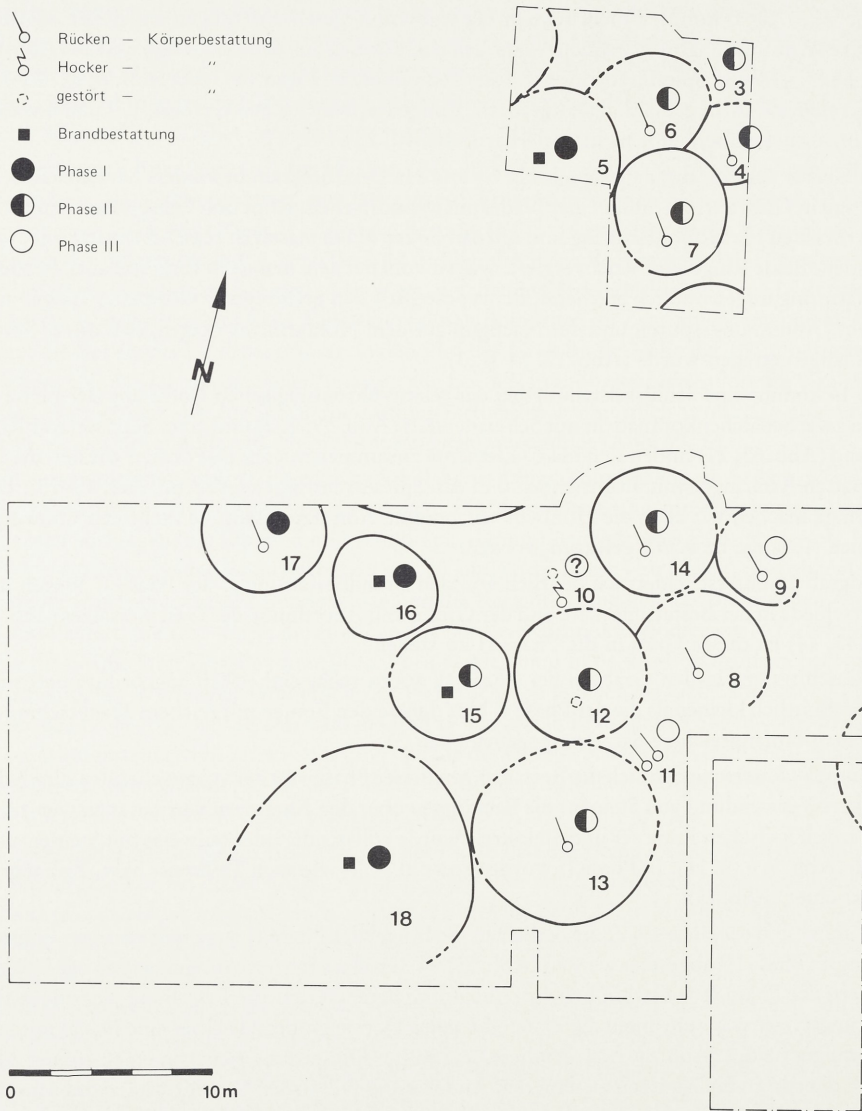 Rücken – Körperbestattung
Hocker – "
gestört – "
Brandbestattung
Phase I
Phase II
Phase III
N
3
6
4
5
7
17
16
10
?
14
9
15
12
8
11
13
18
0 10 m